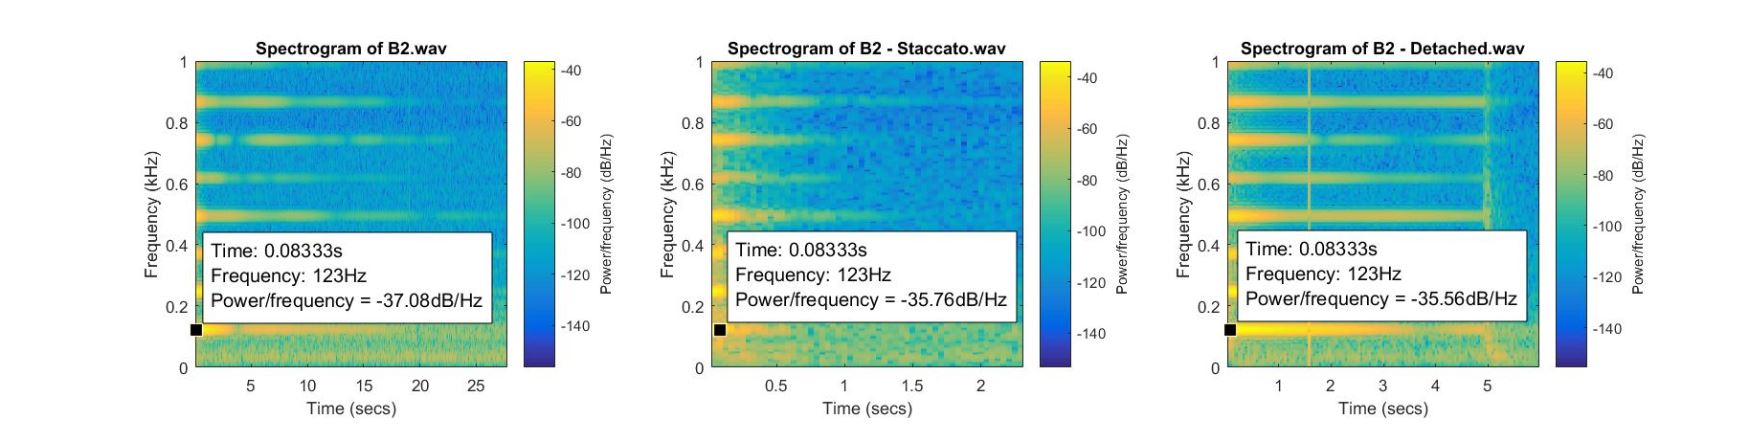 Spectrogram of B2.wav
Frequency (kHz)
1
0.8
0.6
0.4
0.2
0
Time: 0.08333s
Frequency: 123Hz
Power/frequency = -37.08dB/Hz
5 10 15 20 25
Time (secs)
-40
-60
-80
-100
-120
-140
Power/frequency (dB/Hz)
Spectrogram of B2 - Staccato.wav
Frequency (kHz)
1
0.8
0.6
0.4
0.2
0
Time: 0.08333s
Frequency: 123Hz
Power/frequency = -35.76dB/Hz
0.5 1 1.5 2
Time (secs)
-40
-60
-80
-100
-120
-140
Power/frequency (dB/Hz)
Spectrogram of B2 - Detached.wav
Frequency (kHz)
1
0.8
0.6
0.4
0.2
0
Time: 0.08333s
Frequency: 123Hz
Power/frequency = -35.56dB/Hz
1 2 3 4 5
Time (secs)
-40
-60
-80
-100
-120
-140
Power/frequency (dB/Hz)